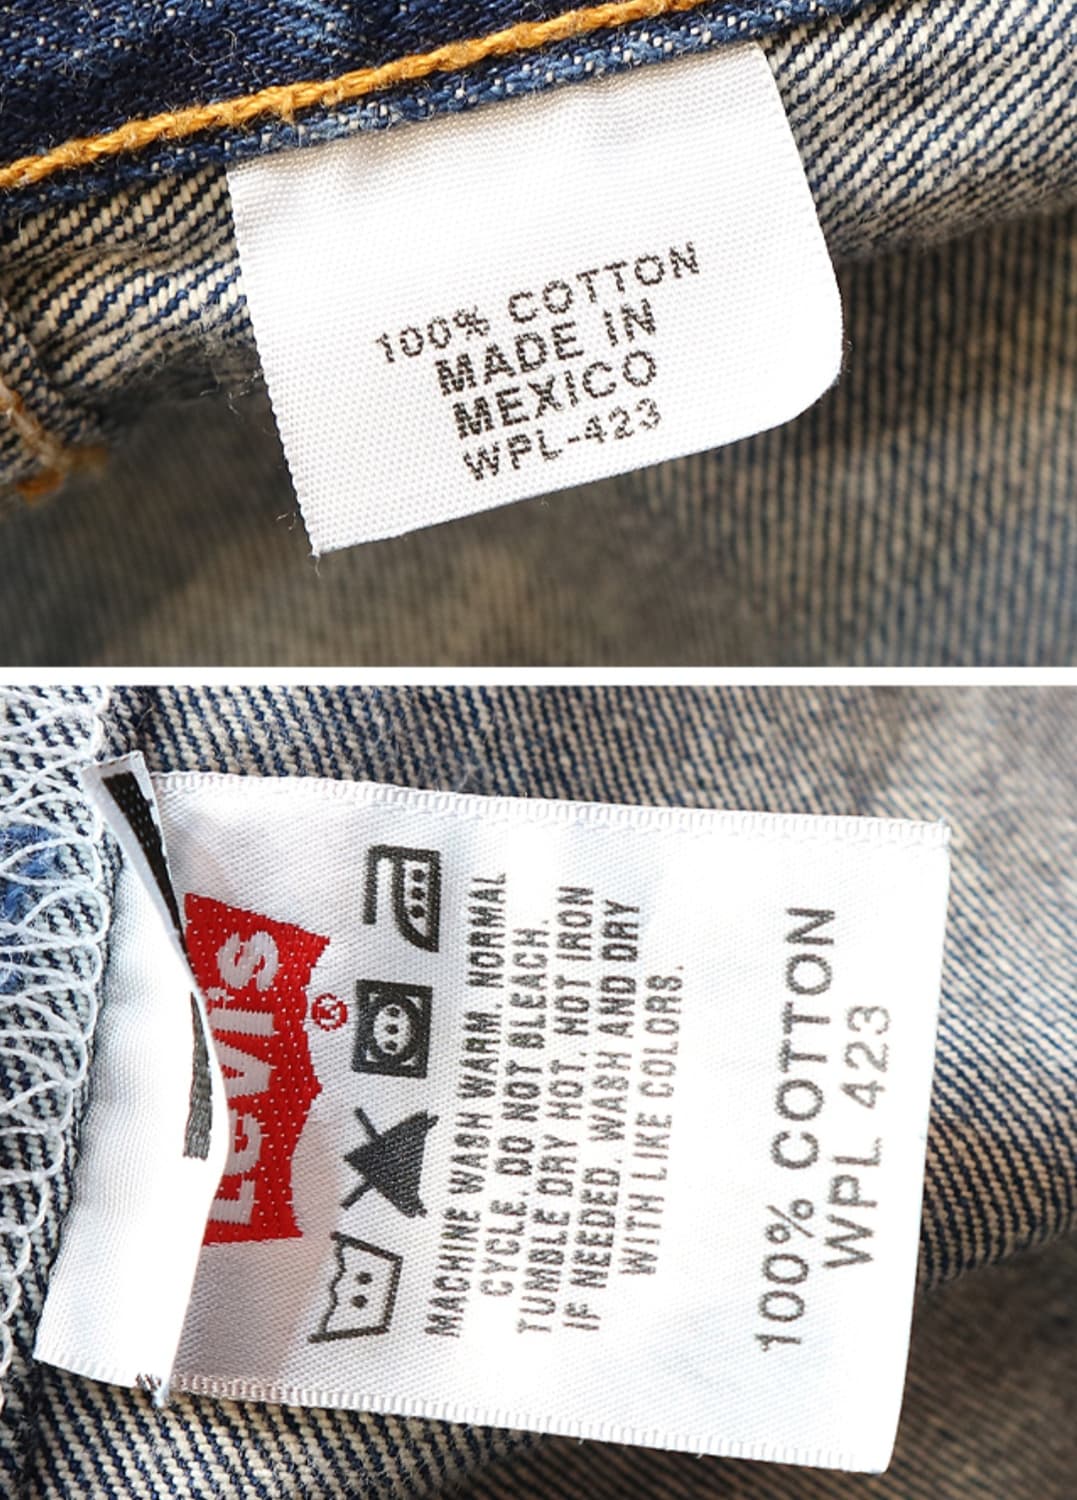 100% COTTON
MADE IN
MEXICO
WPL-423
Levi's®
MACHINE WASH WARM. NORMAL
CYCLE. DO NOT BLEACH.
TUMBLE DRY HOT. HOT IRON
IF NEEDED. WASH AND DRY
WITH LIKE COLORS.
100% COTTON
WPL 423